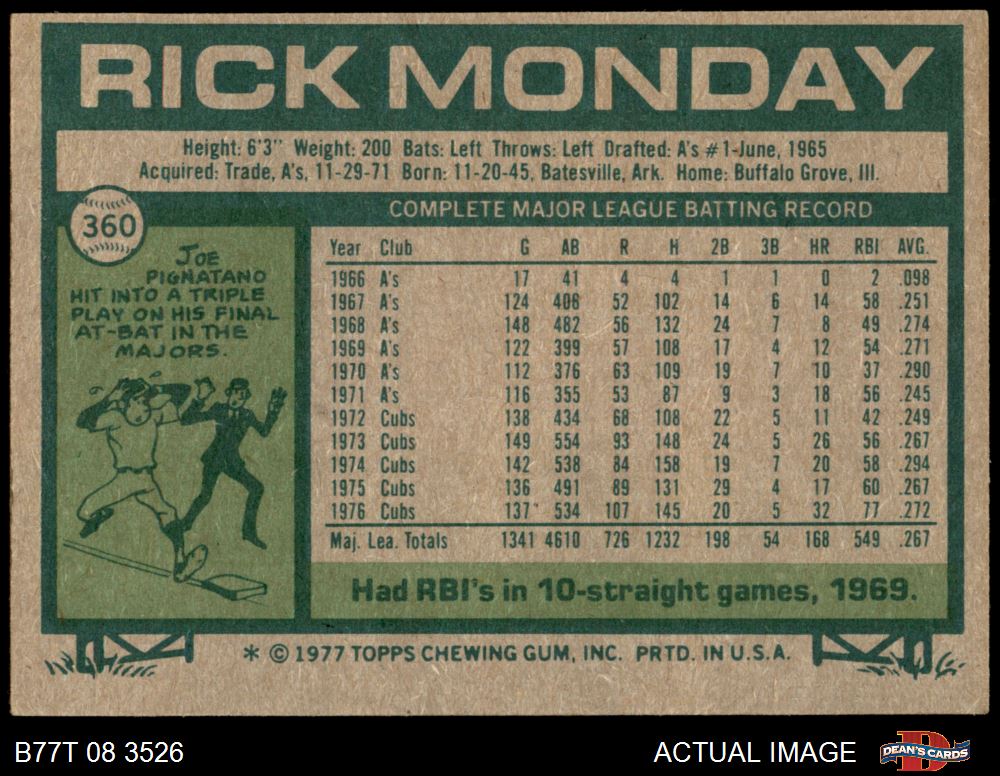 RICK MONDAY
Height: 6'3" Weight: 200 Bats: Left Throws: Left Drafted: A's #1-June, 1965
Acquired: Trade, A's, 11-29-71 Born: 11-20-45, Batesville, Ark. Home: Buffalo Grove, Ill.
360
JOE
PIGNATANO
HIT INTO A TRIPLE
PLAY ON HIS FINAL
AT-BAT IN THE
MAJORS.
COMPLETE MAJOR LEAGUE BATTING RECORD
Year Club G AB R H 2B 3B HR RBI AVG.
1966 A's 17 41 4 4 1 1 0 2 .098
1967 A's 124 406 52 102 14 6 14 58 .251
1968 A's 148 482 56 132 24 7 8 49 .274
1969 A's 122 399 57 108 17 4 12 54 .271
1970 A's 112 376 63 109 19 7 10 37 .290
1971 A's 116 355 53 87 9 3 18 56 .245
1972 Cubs 138 434 68 108 22 5 11 42 .249
1973 Cubs 149 554 93 148 24 5 26 56 .267
1974 Cubs 142 538 84 158 19 7 20 58 .294
1975 Cubs 136 491 89 131 29 4 17 60 .267
1976 Cubs 137 534 107 145 20 5 32 77 .272
Maj. Lea. Totals 1341 4610 726 1232 198 54 168 549 .267
Had RBI's in 10-straight games, 1969.
* © 1977 TOPPS CHEWING GUM, INC. PRTD. IN U.S.A.
B77T 08 3526
ACTUAL IMAGE
DEAN'S CARDS